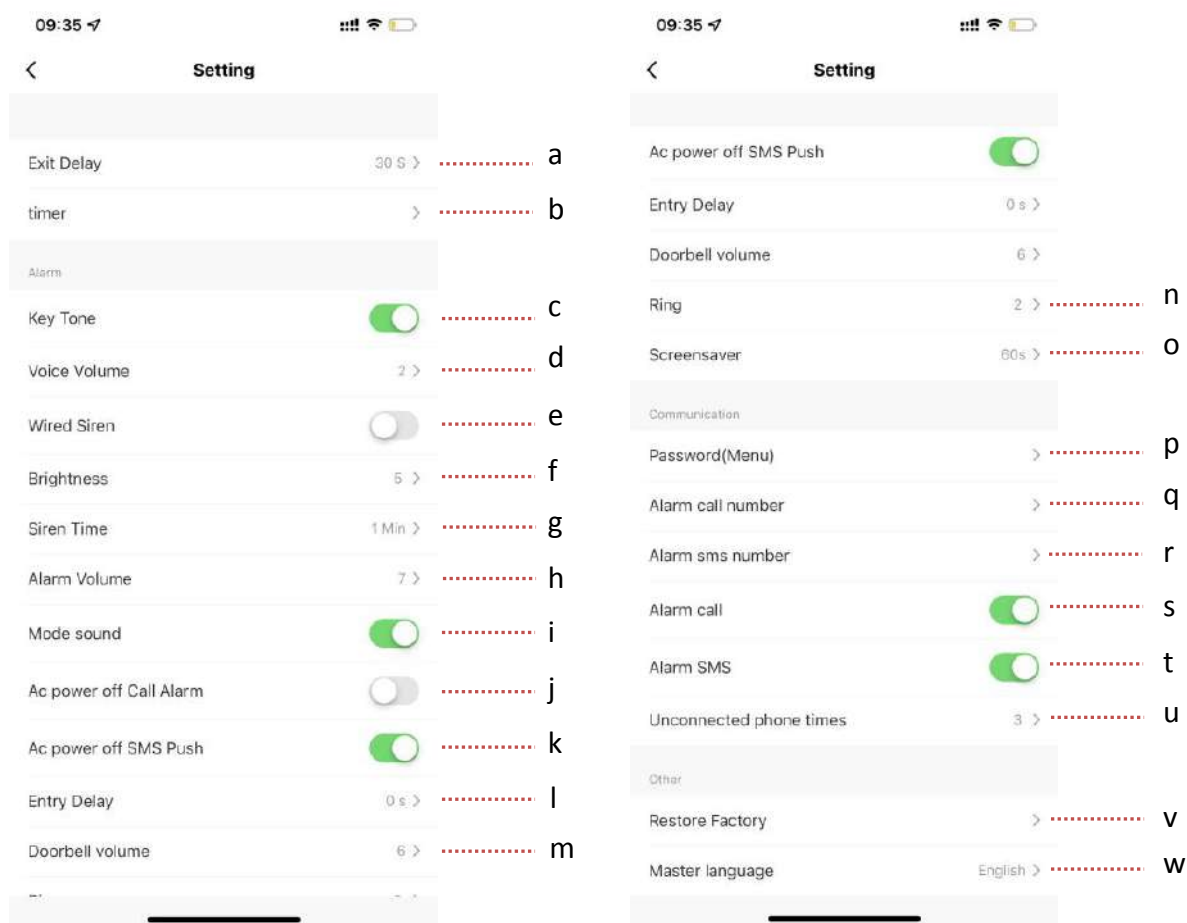 09:35
Setting
Exit Delay 30 S a
timer b
Alarm
Key Tone c
Voice Volume 2 d
Wired Siren e
Brightness 5 f
Siren Time 1 Min g
Alarm Volume 7 h
Mode sound i
Ac power off Call Alarm j
Ac power off SMS Push k
Entry Delay 0 s l
Doorbell volume 6 m
09:35
Setting
Ac power off SMS Push
Entry Delay 0 s
Doorbell volume 6
Ring 2 n
Screensaver 60s o
Communication
Password(Menu) p
Alarm call number q
Alarm sms number r
Alarm call s
Alarm SMS t
Unconnected phone times 3 u
Other
Restore Factory v
Master language English w